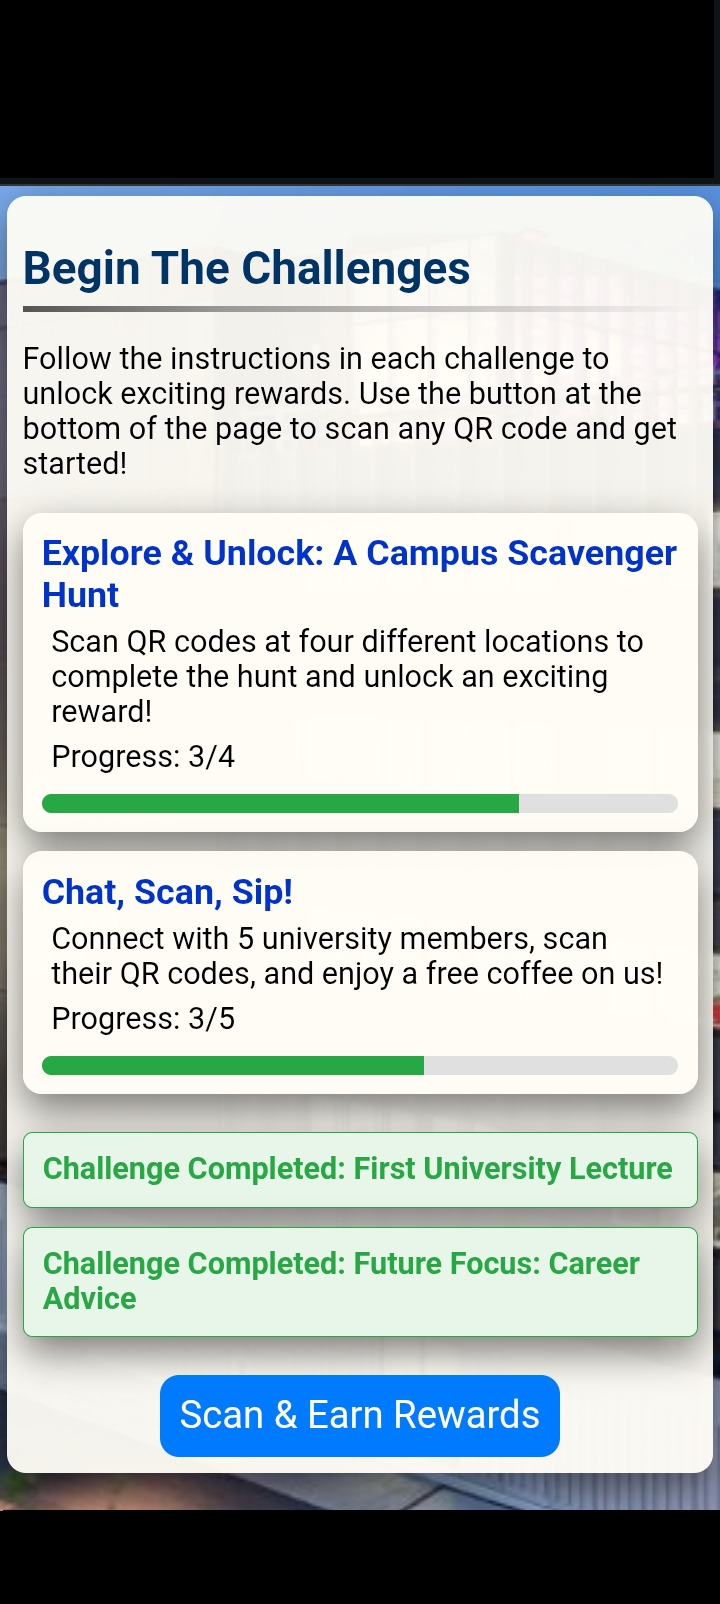 Begin The Challenges
Follow the instructions in each challenge to
unlock exciting rewards. Use the button at the
bottom of the page to scan any QR code and get
started!
Explore & Unlock: A Campus Scavenger
Hunt
Scan QR codes at four different locations to
complete the hunt and unlock an exciting
reward!
Progress: 3/4
Chat, Scan, Sip!
Connect with 5 university members, scan
their QR codes, and enjoy a free coffee on us!
Progress: 3/5
Challenge Completed: First University Lecture
Challenge Completed: Future Focus: Career
Advice
Scan & Earn Rewards